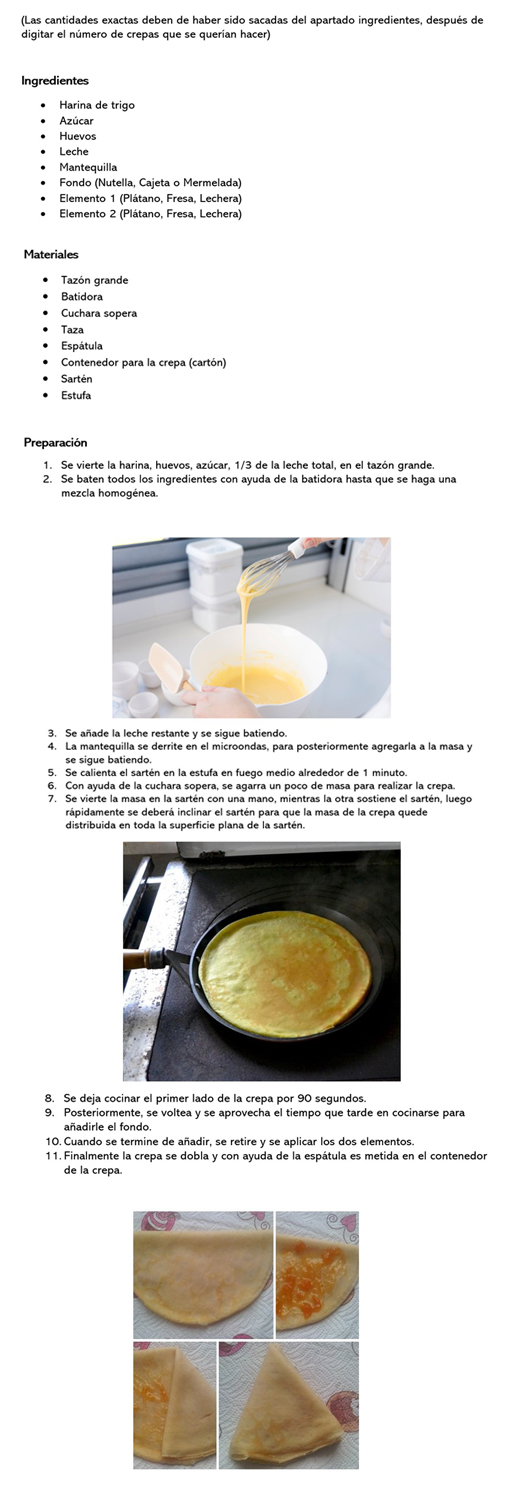 (Las cantidades exactas deben de haber sido sacadas del apartado ingredientes, después de
digitar el número de crepas que se querían hacer)
Ingredientes
• Harina de trigo
• Azúcar
• Huevos
• Leche
• Mantequilla
• Fondo (Nutella, Cajeta o Mermelada)
• Elemento 1 (Plátano, Fresa, Lechera)
• Elemento 2 (Plátano, Fresa, Lechera)
Materiales
• Tazón grande
• Batidora
• Cuchara sopera
• Taza
• Espátula
• Contenedor para la crepa (cartón)
• Sartén
• Estufa
Preparación
1. Se vierte la harina, huevos, azúcar, 1/3 de la leche total, en el tazón grande.
2. Se baten todos los ingredientes con ayuda de la batidora hasta que se haga una
mezcla homogénea.
3. Se añade la leche restante y se sigue batiendo.
4. La mantequilla se derrite en el microondas, para posteriormente agregarla a la masa y
se sigue batiendo.
5. Se calienta el sartén en la estufa en fuego medio alrededor de 1 minuto.
6. Con ayuda de la cuchara sopera, se agarra un poco de masa para realizar la crepa.
7. Se vierte la masa en la sartén con una mano, mientras la otra sostiene el sartén, luego
rápidamente se deberá inclinar el sartén para que la masa de la crepa quede
distribuida en toda la superficie plana de la sartén.
8. Se deja cocinar el primer lado de la crepa por 90 segundos.
9. Posteriormente, se voltea y se aprovecha el tiempo que tarde en cocinarse para
añadirle el fondo.
10. Cuando se termine de añadir, se retire y se aplicar los dos elementos.
11. Finalmente la crepa se dobla y con ayuda de la espátula es metida en el contenedor
de la crepa.